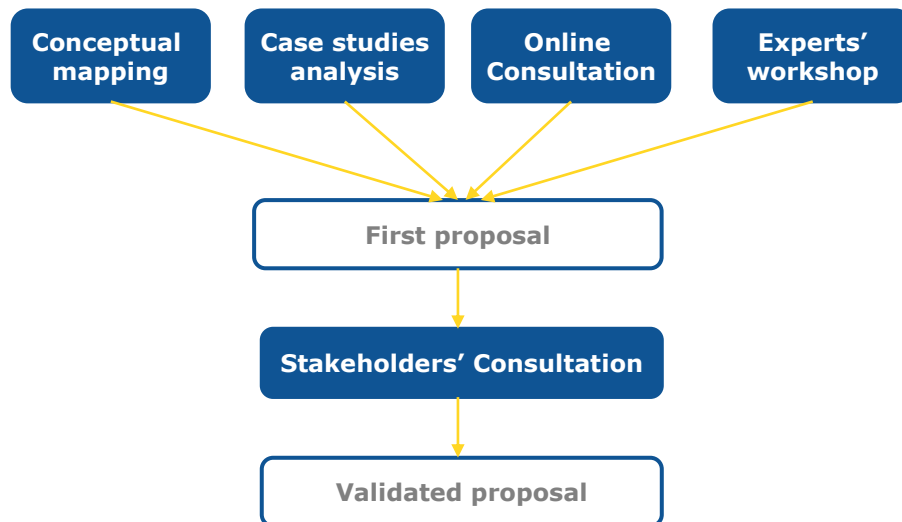 Conceptual
mapping
Case studies
analysis
Online
Consultation
Experts’
workshop
First proposal
Stakeholders’ Consultation
Validated proposal